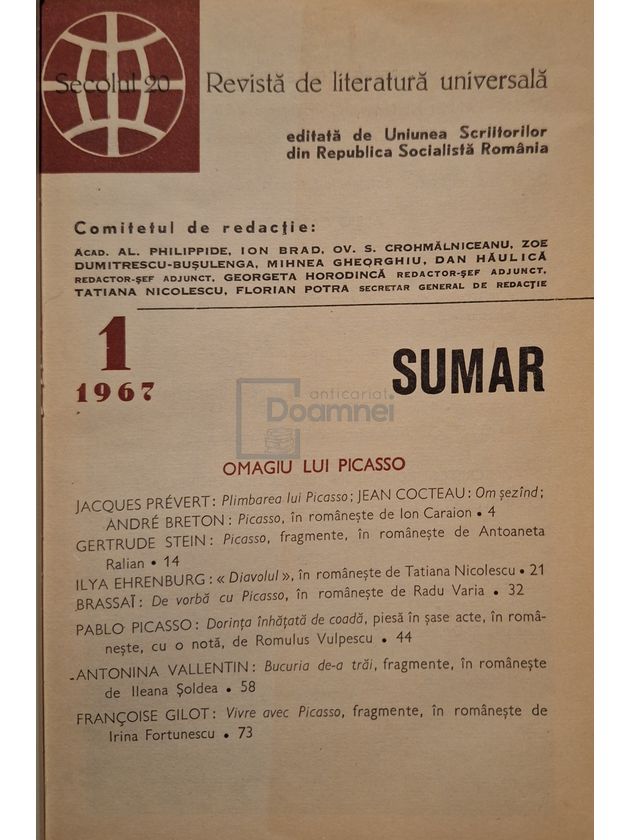 Secolul 20 Revistă de literatură universală
editată de Uniunea Scriitorilor
din Republica Socialistă România
Comitetul de redacție:
ACAD. AL. PHILIPPIDE, ION BRAD, OV. S. CROHMĂLNICEANU, ZOE
DUMITRESCU-BUȘULENGA, MIHNEA GHEORGHIU, DAN HĂULICĂ
REDACTOR-ȘEF ADJUNCT, GEORGETA HORODINCĂ REDACTOR-ȘEF ADJUNCT,
TATIANA NICOLESCU, FLORIAN POTRA SECRETAR GENERAL DE REDACȚIE
1
1967
SUMAR
anticariat
Doamnei
OMAGIU LUI PICASSO
JACQUES PRÉVERT: Plimbarea lui Picasso; JEAN COCTEAU: Om șezînd;
ANDRÉ BRETON: Picasso, în românește de Ion Caraion • 4
GERTRUDE STEIN: Picasso, fragmente, în românește de Antoaneta
Ralian • 14
ILYA EHRENBURG: «Diavolul», în românește de Tatiana Nicolescu • 21
BRASSAÏ: De vorbă cu Picasso, în românește de Radu Varia • 32
PABLO PICASSO: Dorința înhățată de coadă, piesă în șase acte, în romă-
nește, cu o notă, de Romulus Vulpescu • 44
ANTONINA VALLENTIN: Bucuria de-a trăi, fragmente, în românește
de Ileana Șoldea • 58
FRANÇOISE GILOT: Vivre avec Picasso, fragmente, în românește de
Irina Fortunescu • 73